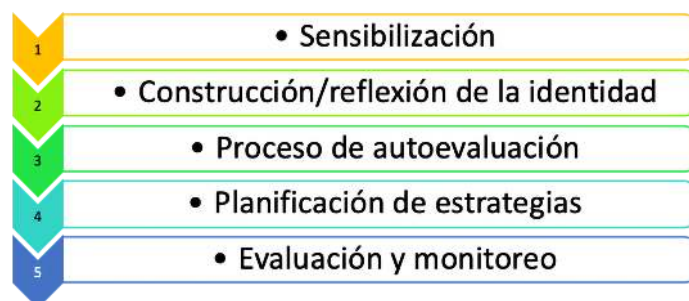 1
• Sensibilización
2
• Construcción/reflexión de la identidad
3
• Proceso de autoevaluación
4
• Planificación de estrategias
5
• Evaluación y monitoreo